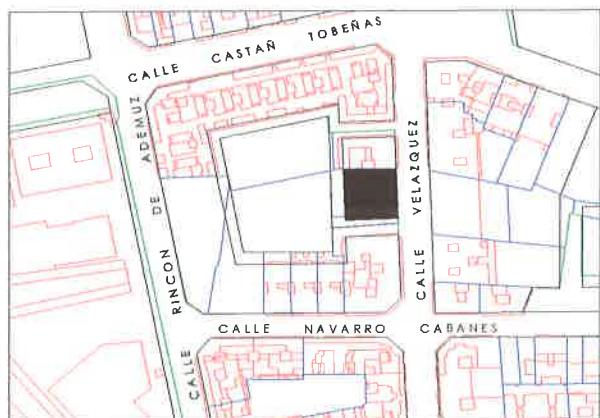 CALLE CASTAÑ TOBEÑAS
CALLE RINCON DE ADEMUZ
CALLE VELAZQUEZ
CALLE NAVARRO CABANES